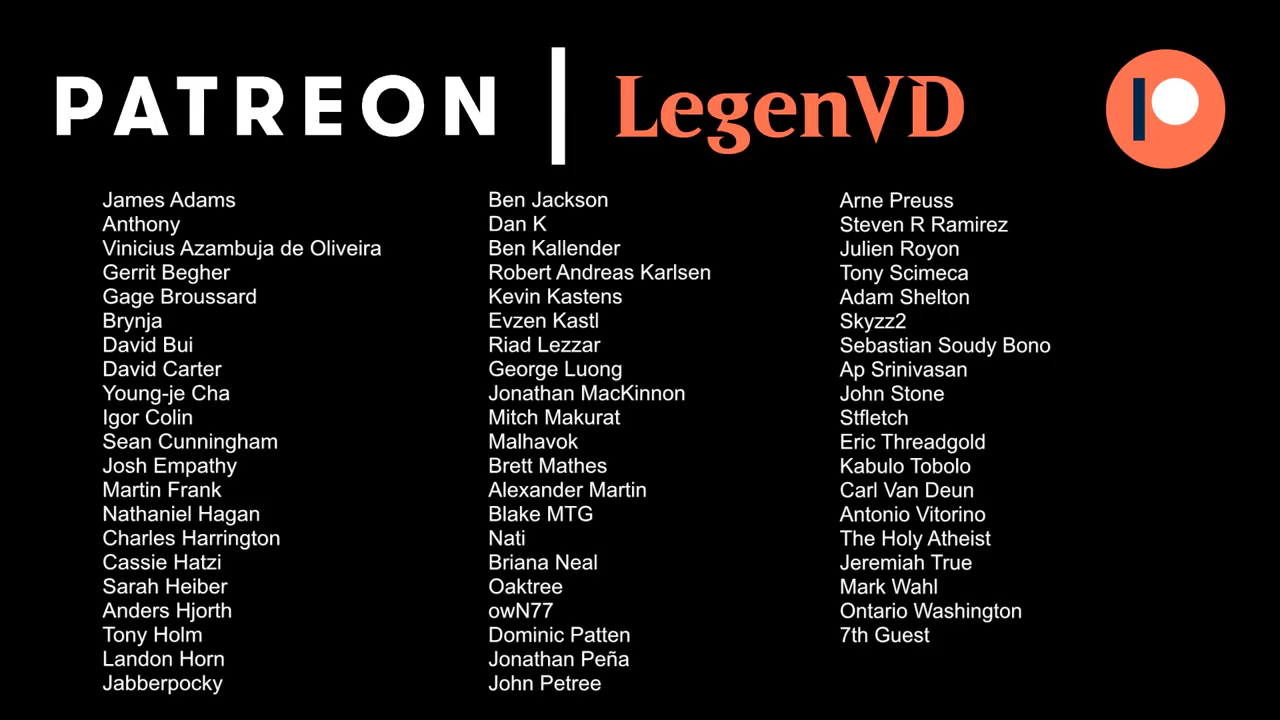 PATREON | LegenVD
James Adams
Anthony
Vinicius Azambuja de Oliveira
Gerrit Begher
Gage Broussard
Brynja
David Bui
David Carter
Young-je Cha
Igor Colin
Sean Cunningham
Josh Empathy
Martin Frank
Nathaniel Hagan
Charles Harrington
Cassie Hatzi
Sarah Heiber
Anders Hjorth
Tony Holm
Landon Horn
Jabberpocky
Ben Jackson
Dan K
Ben Kallender
Robert Andreas Karlsen
Kevin Kastens
Evzen Kastl
Riad Lezzar
George Luong
Jonathan MacKinnon
Mitch Makurat
Malhavok
Brett Mathes
Alexander Martin
Blake MTG
Nati
Briana Neal
Oaktree
owN77
Dominic Patten
Jonathan Peña
John Petree
Arne Preuss
Steven R Ramirez
Julien Royon
Tony Scimeca
Adam Shelton
Skyzz2
Sebastian Soudy Bono
Ap Srinivasan
John Stone
Stfletch
Eric Threadgold
Kabulo Tobolo
Carl Van Deun
Antonio Vitorino
The Holy Atheist
Jeremiah True
Mark Wahl
Ontario Washington
7th Guest